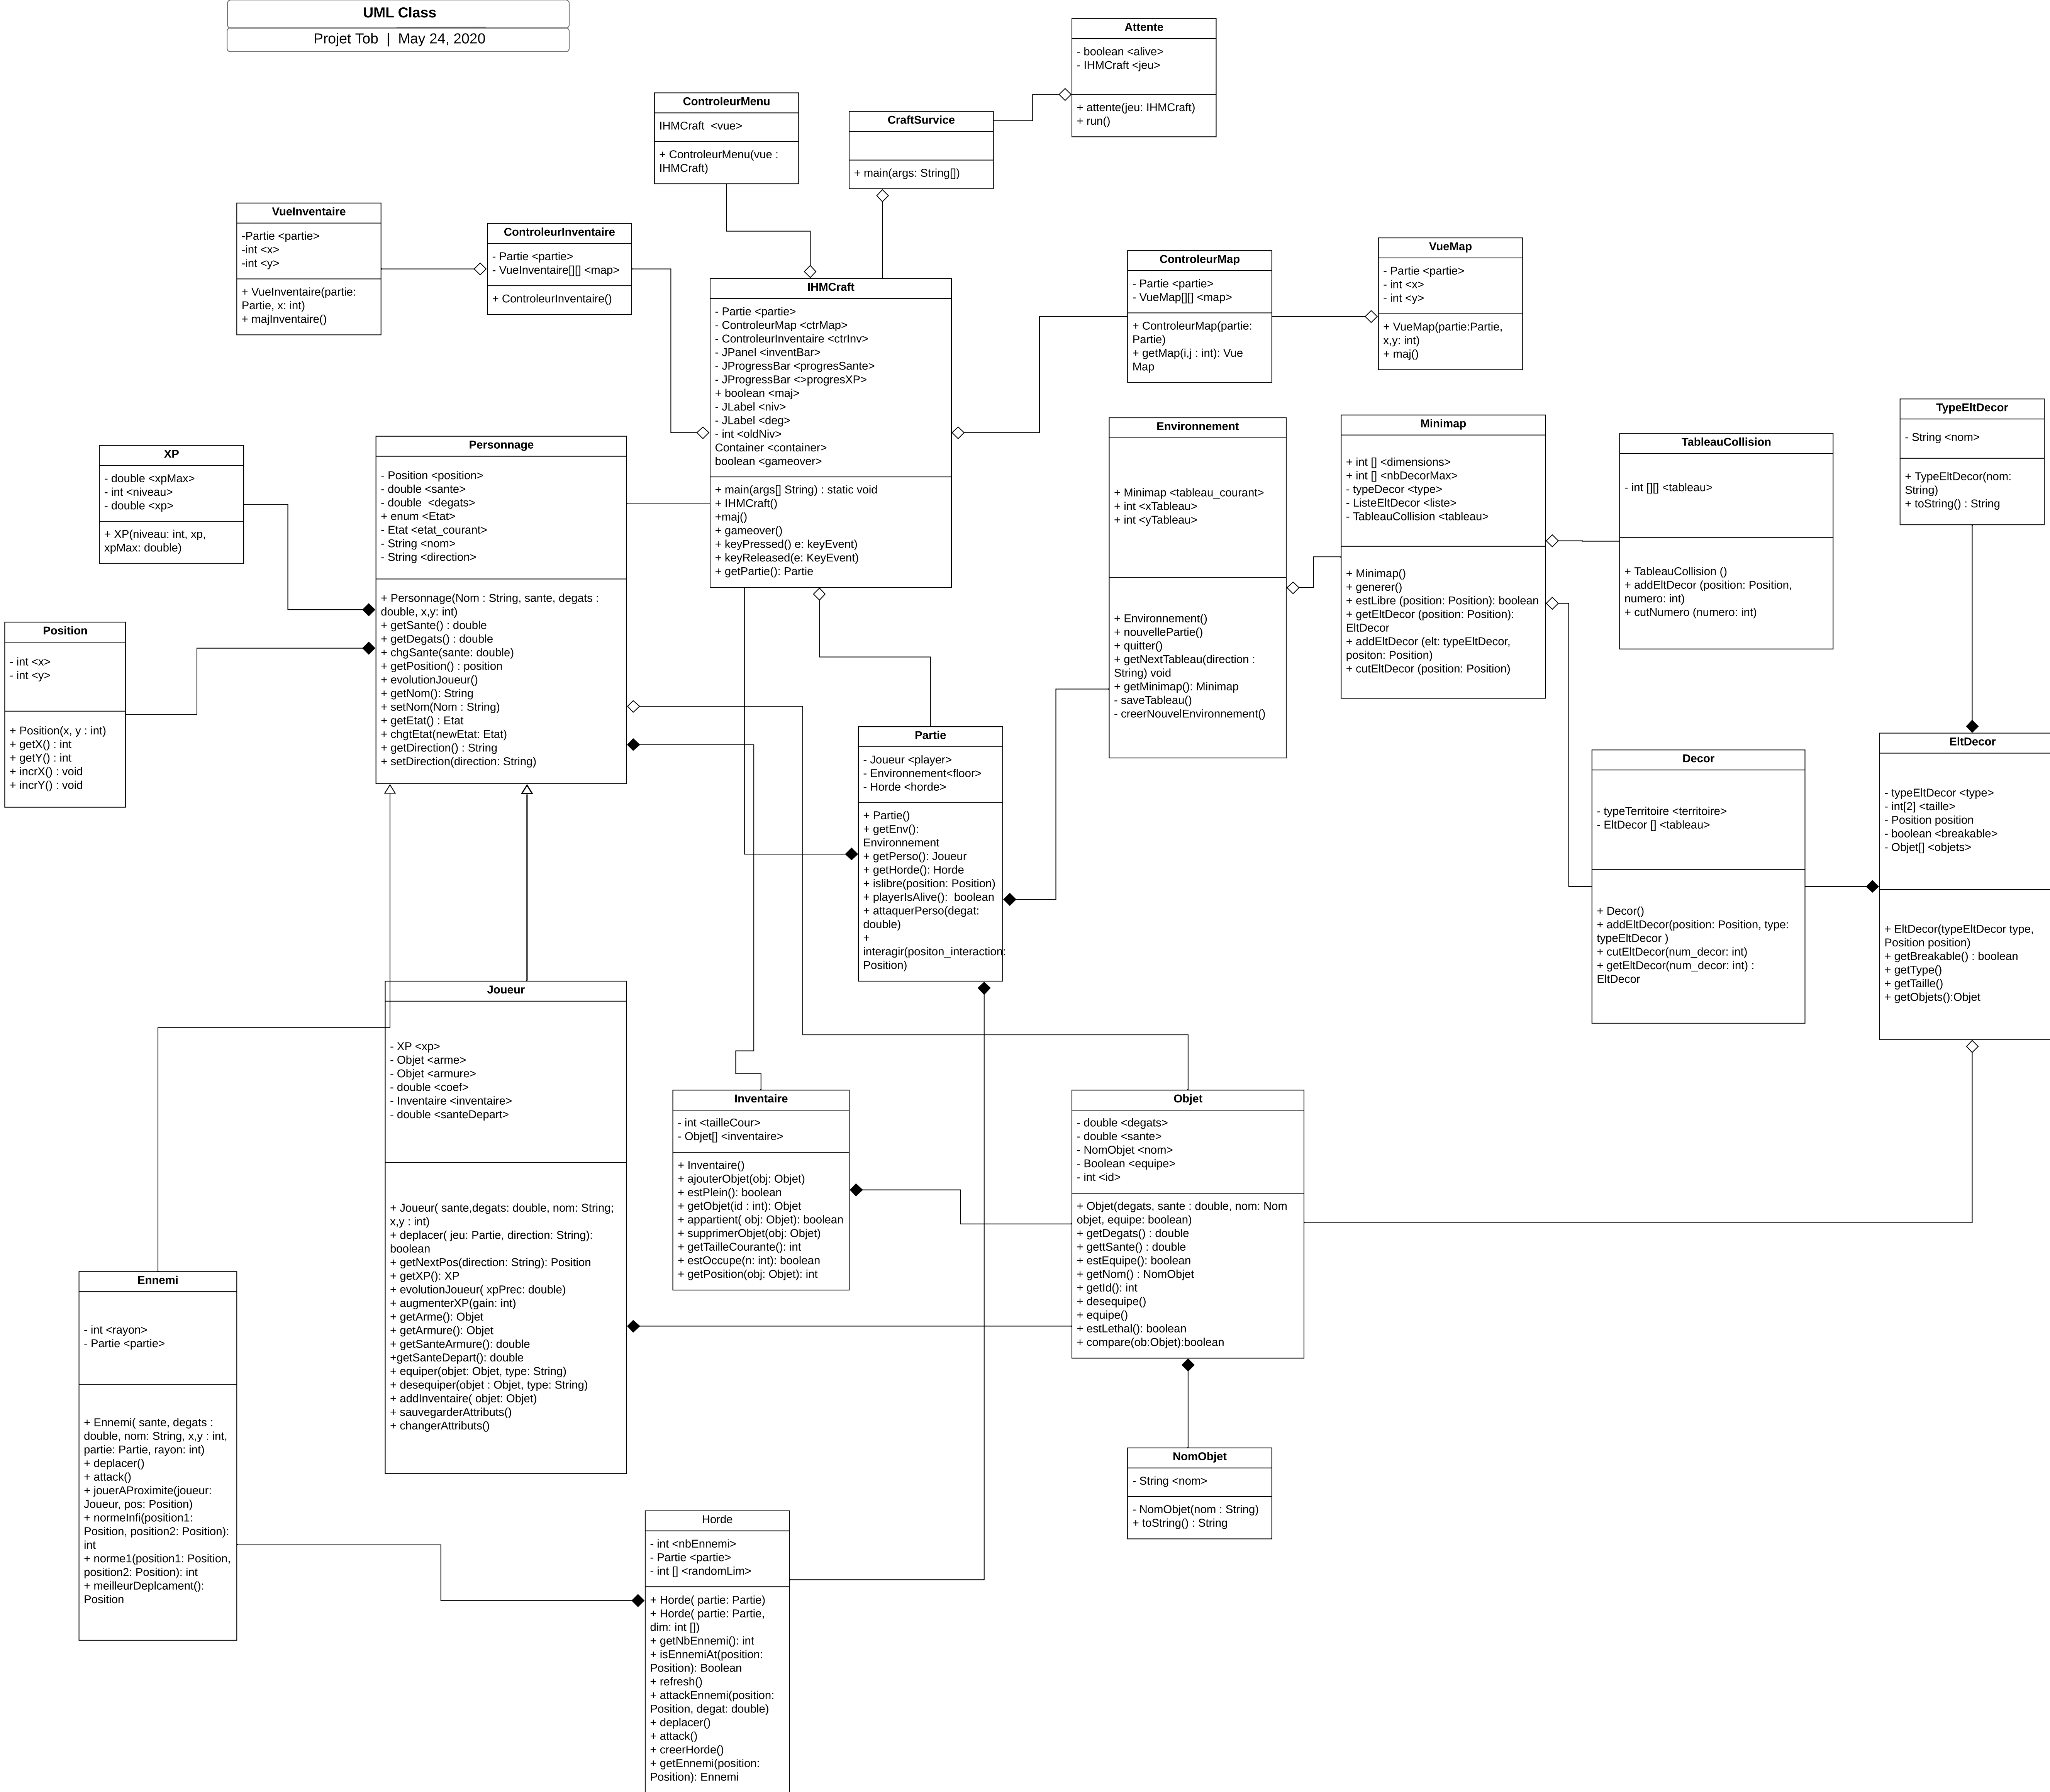 UML Class
Projet Tob | May 24, 2020
Attente
- boolean <alive>
- IHMCraft <jeu>
+ attente(jeu: IHMCraft)
+ run()
ControleurMenu
IHMCraft <vue>
+ ControleurMenu(vue :
IHMCraft)
CraftSurvice
+ main(args: String[])
VueInventaire
-Partie <partie>
-int <x>
-int <y>
+ VueInventaire(partie:
Partie, x: int)
+ majInventaire()
ControleurInventaire
- Partie <partie>
- VueInventaire[][] <map>
+ ControleurInventaire()
IHMCraft
- Partie <partie>
- ControleurMap <ctrMap>
- ControleurInventaire <ctrInv>
- JPanel <inventBar>
- JProgressBar <progresSante>
- JProgressBar <>progresXP>
+ boolean <maj>
- JLabel <niv>
- JLabel <deg>
- int <oldNiv>
Container <container>
boolean <gameover>
+ main(args[] String) : static void
+ IHMCraft()
+maj()
+ gameover()
+ keyPressed() e: keyEvent)
+ keyReleased(e: KeyEvent)
+ getPartie(): Partie
ControleurMap
- Partie <partie>
- VueMap[][] <map>
+ ControleurMap(partie:
Partie)
+ getMap(i,j : int): Vue
Map
VueMap
- Partie <partie>
- int <x>
- int <y>
+ VueMap(partie:Partie,
x,y: int)
+ maj()
XP
- double <xpMax>
- int <niveau>
- double <xp>
+ XP(niveau: int, xp,
xpMax: double)
Personnage
- Position <position>
- double <sante>
- double <degats>
+ enum <Etat>
- Etat <etat_courant>
- String <nom>
- String <direction>
+ Personnage(Nom : String, sante, degats :
double, x,y: int)
+ getSante() : double
+ getDegats() : double
+ chgSante(sante: double)
+ getPosition() : position
+ evolutionJoueur()
+ getNom(): String
+ setNom(Nom : String)
+ getEtat() : Etat
+ chgtEtat(newEtat: Etat)
+ getDirection() : String
+ setDirection(direction: String)
Position
- int <x>
- int <y>
+ Position(x, y : int)
+ getX() : int
+ getY() : int
+ incrX() : void
+ incrY() : void
Environnement
+ Minimap <tableau_courant>
+ int <xTableau>
+ int <yTableau>
+ Environnement()
+ nouvellePartie()
+ quitter()
+ getNextTableau(direction :
String) void
+ getMinimap(): Minimap
- saveTableau()
- creerNouvelEnvironnement()
Minimap
+ int [] <dimensions>
+ int [] <nbDecorMax>
- typeDecor <type>
- ListeEltDecor <liste>
- TableauCollision <tableau>
+ Minimap()
+ generer()
+ estLibre (position: Position): boolean
+ getEltDecor (position: Position):
EltDecor
+ addEltDecor (elt: typeEltDecor,
positon: Position)
+ cutEltDecor (position: Position)
TableauCollision
- int [][] <tableau>
+ TableauCollision ()
+ addEltDecor (position: Position,
numero: int)
+ cutNumero (numero: int)
TypeEltDecor
- String <nom>
+ TypeEltDecor(nom:
String)
+ toString() : String
Partie
- Joueur <player>
- Environnement<floor>
- Horde <horde>
+ Partie()
+ getEnv():
Environnement
+ getPerso(): Joueur
+ getHorde(): Horde
+ islibre(position: Position)
+ playerIsAlive(): boolean
+ attaquerPerso(degat:
double)
+
interagir(positon_interaction:
Position)
Decor
- typeTerritoire <territoire>
- EltDecor [] <tableau>
+ Decor()
+ addEltDecor(position: Position, type:
typeEltDecor )
+ cutEltDecor(num_decor: int)
+ getEltDecor(num_decor: int) :
EltDecor
EltDecor
- typeEltDecor <type>
- int[2] <taille>
- Position position
- boolean <breakable>
- Objet[] <objets>
+ EltDecor(typeEltDecor type,
Position position)
+ getBreakable() : boolean
+ getType()
+ getTaille()
+ getObjets():Objet
Joueur
- XP <xp>
- Objet <arme>
- Objet <armure>
- double <coef>
- Inventaire <inventaire>
- double <santeDepart>
+ Joueur( sante,degats: double, nom: String;
x,y : int)
+ deplacer( jeu: Partie, direction: String):
boolean
+ getNextPos(direction: String): Position
+ getXP(): XP
+ evolutionJoueur( xpPrec: double)
+ augmenterXP(gain: int)
+ getArme(): Objet
+ getArmure(): Objet
+ getSanteArmure(): double
+getSanteDepart(): double
+ equiper(objet: Objet, type: String)
+ desequiper(objet : Objet, type: String)
+ addInventaire( objet: Objet)
+ sauvegarderAttributs()
+ changerAttributs()
Inventaire
- int <tailleCour>
- Objet[] <inventaire>
+ Inventaire()
+ ajouterObjet(obj: Objet)
+ estPlein(): boolean
+ getObjet(id : int): Objet
+ appartient( obj: Objet): boolean
+ supprimerObjet(obj: Objet)
+ getTailleCourante(): int
+ estOccupe(n: int): boolean
+ getPosition(obj: Objet): int
Objet
- double <degats>
- double <sante>
- NomObjet <nom>
- Boolean <equipe>
- int <id>
+ Objet(degats, sante : double, nom: Nom
objet, equipe: boolean)
+ getDegats() : double
+ gettSante() : double
+ estEquipe(): boolean
+ getNom() : NomObjet
+ getId(): int
+ desequipe()
+ equipe()
+ estLethal(): boolean
+ compare(ob:Objet):boolean
Ennemi
- int <rayon>
- Partie <partie>
+ Ennemi( sante, degats :
double, nom: String, x,y : int,
partie: Partie, rayon: int)
+ deplacer()
+ attack()
+ jouerAProximite(joueur:
Joueur, pos: Position)
+ normeInfi(position1:
Position, position2: Position):
int
+ norme1(position1: Position,
position2: Position): int
+ meilleurDeplcament():
Position
NomObjet
- String <nom>
- NomObjet(nom : String)
+ toString() : String
Horde
- int <nbEnnemi>
- Partie <partie>
- int [] <randomLim>
+ Horde( partie: Partie)
+ Horde( partie: Partie,
dim: int [])
+ getNbEnnemi(): int
+ isEnnemiAt(position:
Position): Boolean
+ refresh()
+ attackEnnemi(position:
Position, degat: double)
+ deplacer()
+ attack()
+ creerHorde()
+ getEnnemi(position:
Position): Ennemi